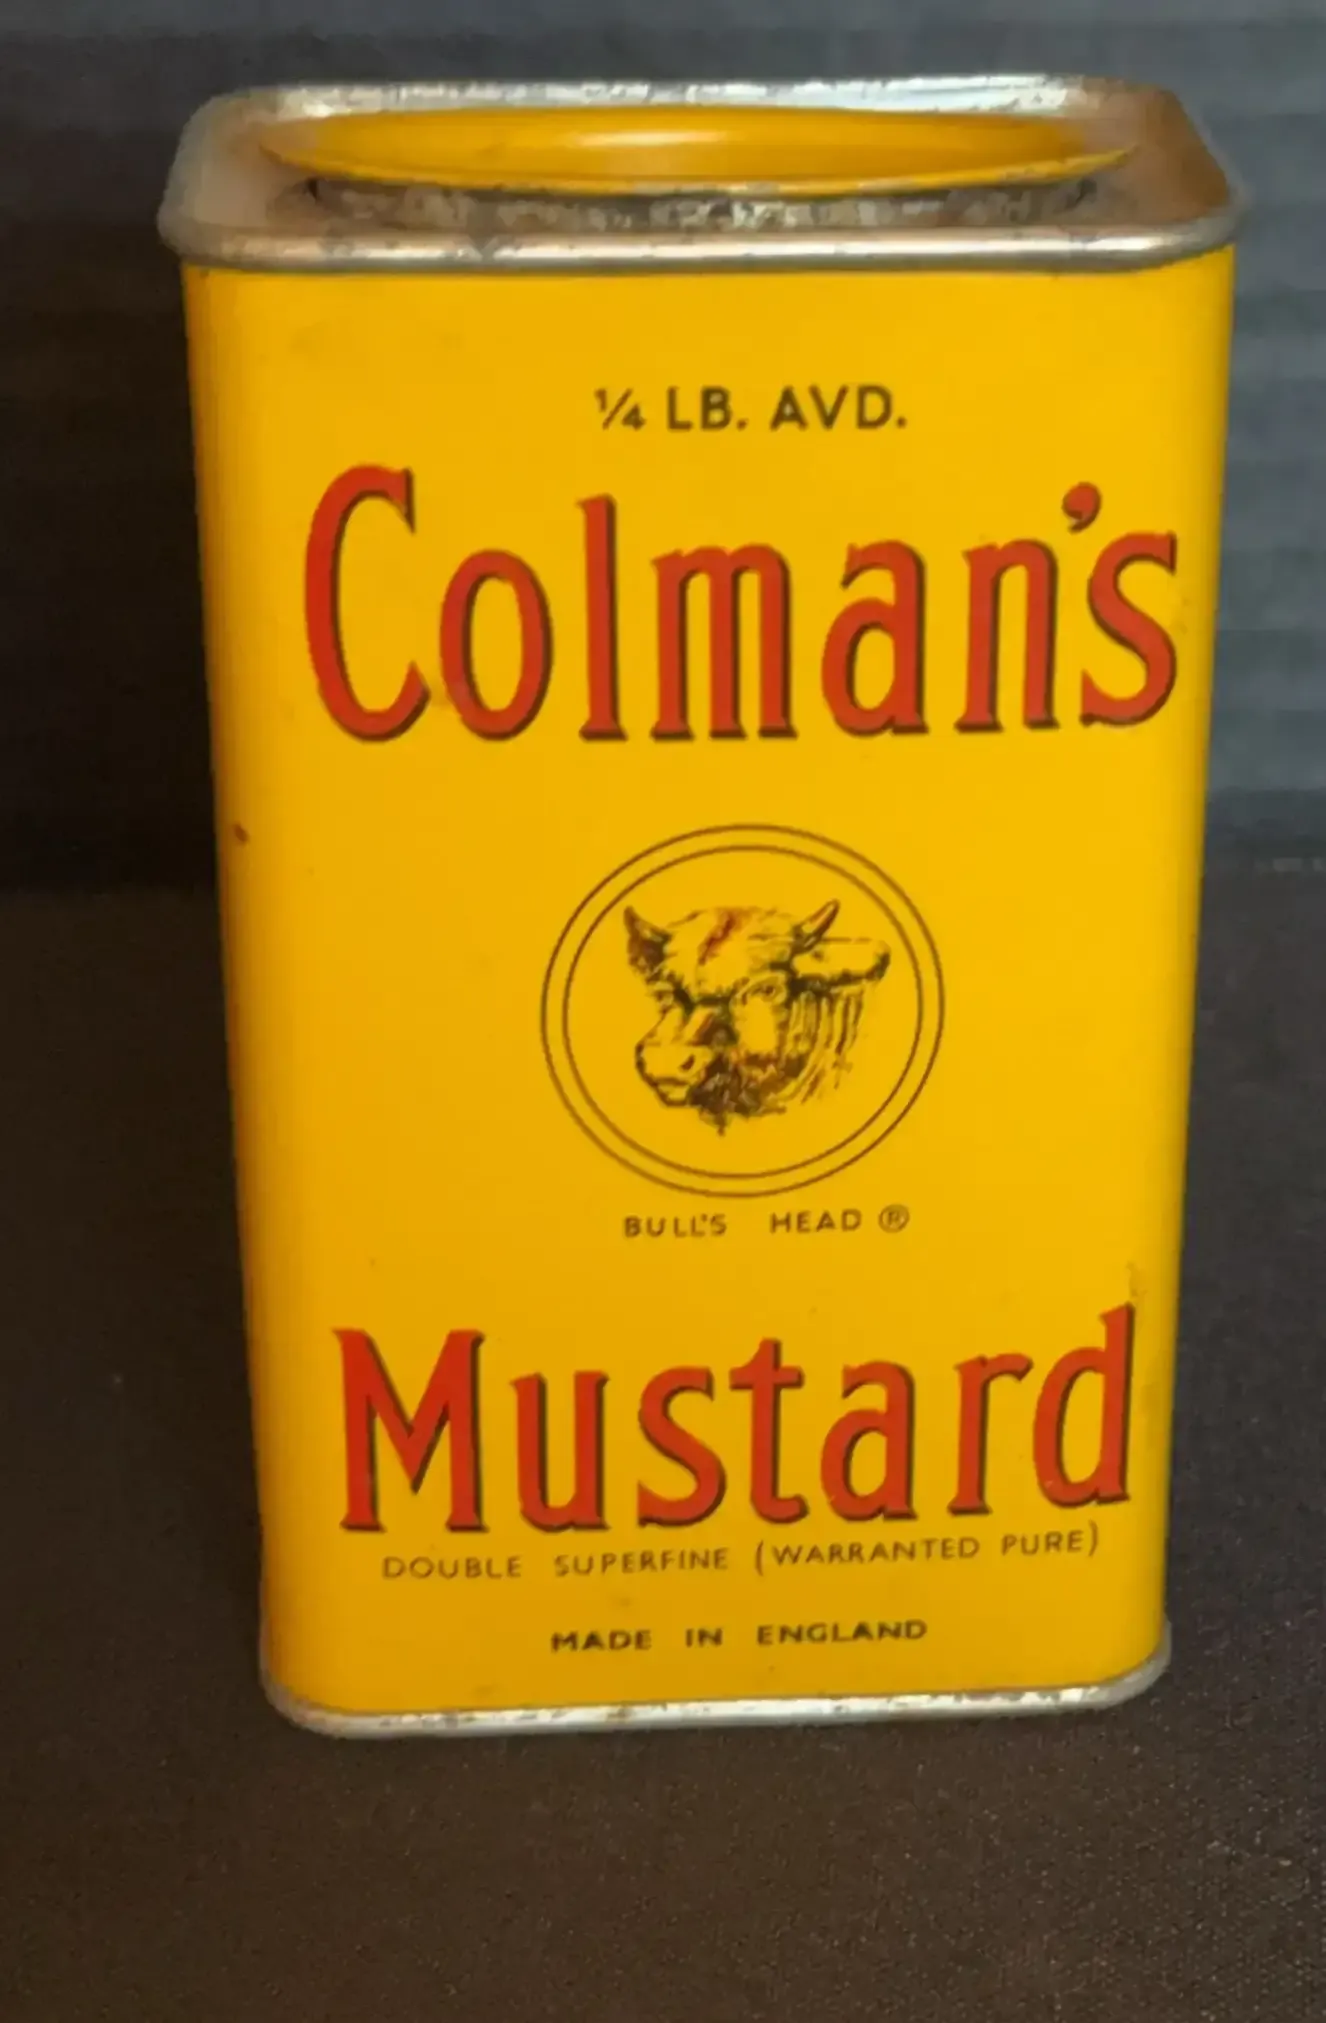 ¼ LB. AVD.
Colman's
BULL'S HEAD ®
Mustard
DOUBLE SUPERFINE (WARRANTED PURE)
MADE IN ENGLAND